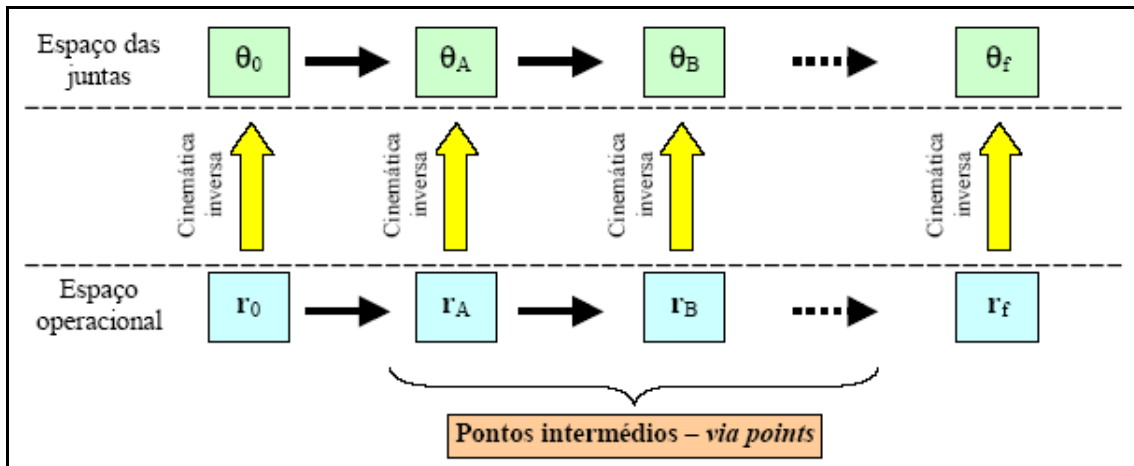 Espaço das
juntas
θ0
θA
θB
θf
Cinemática
inversa
Cinemática
inversa
Cinemática
inversa
Cinemática
inversa
Espaço
operacional
r0
rA
rB
rf
Pontos intermédios – via points